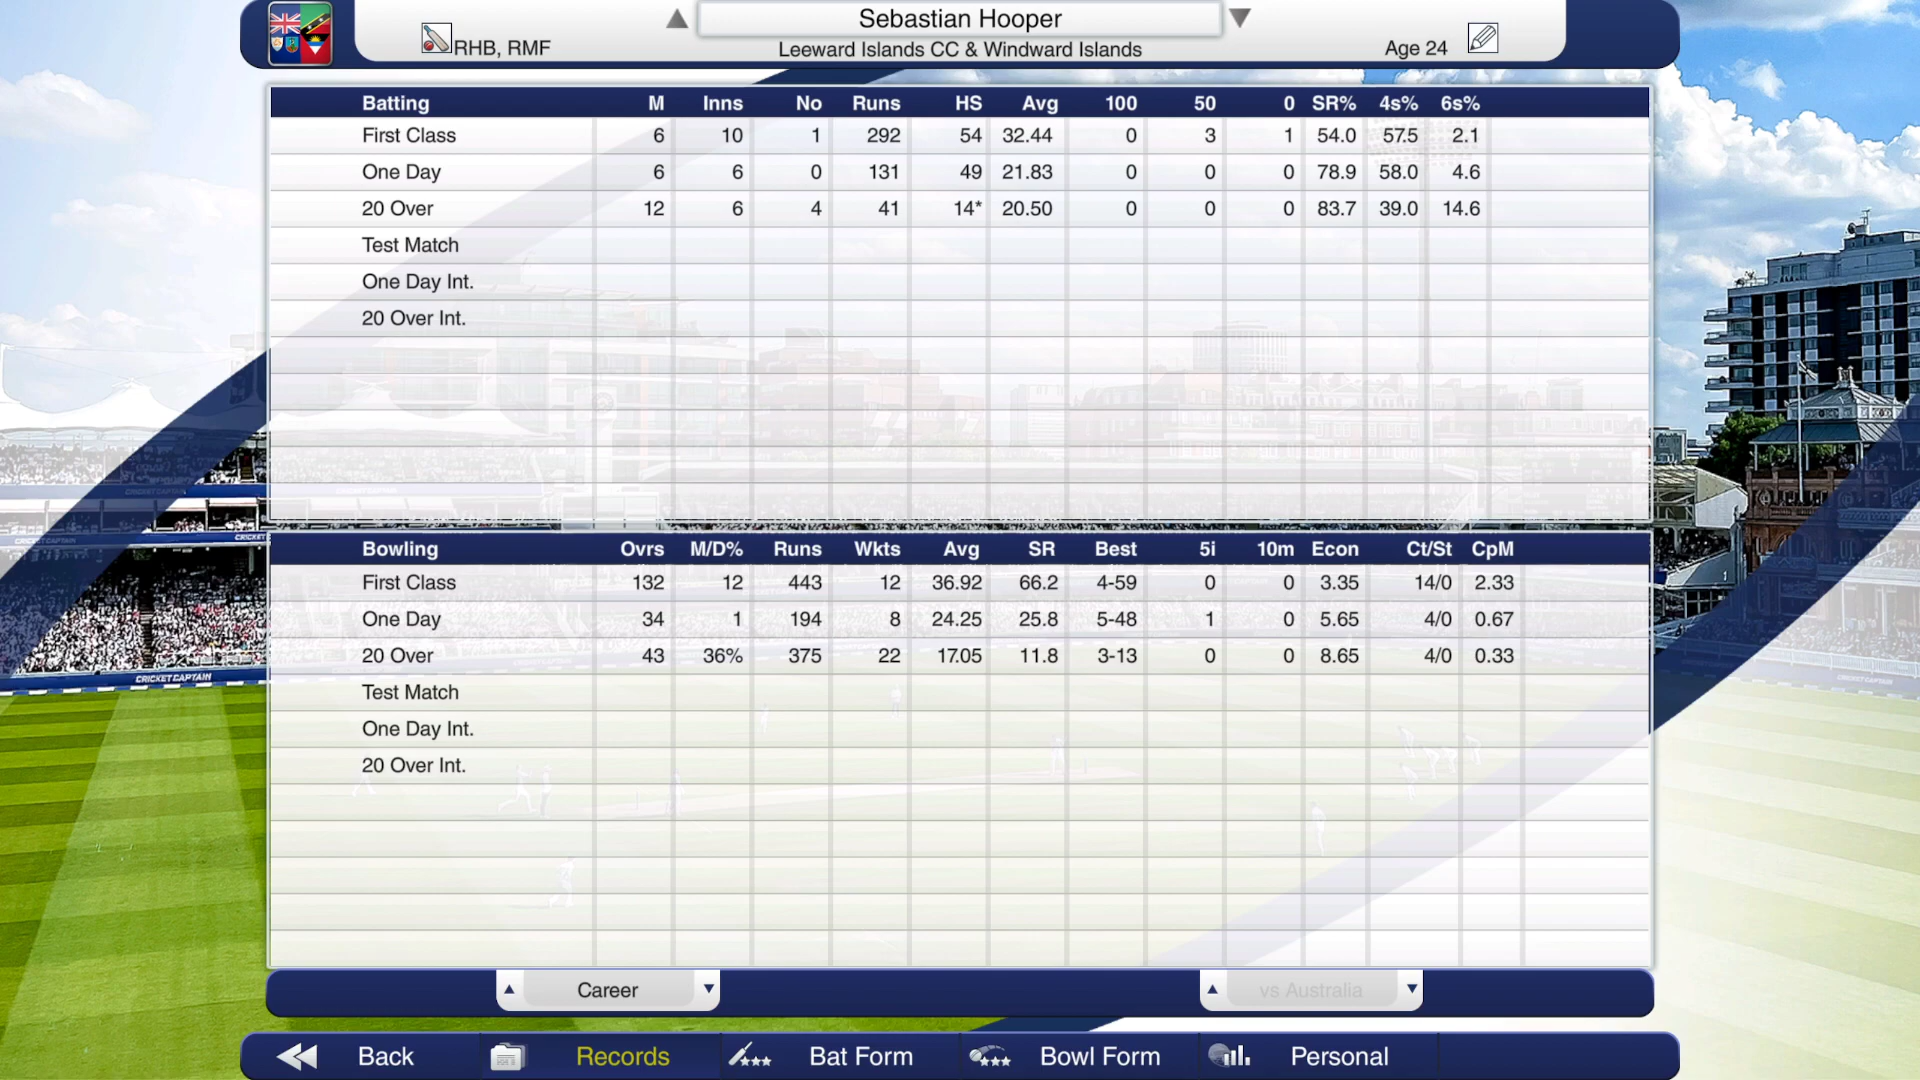 Sebastian Hooper
RHB, RMF
Leeward Islands CC & Windward Islands
Age 24
Batting M Inns No Runs HS Avg 100 50 0 SR% 4s% 6s%
First Class 6 10 1 292 54 32.44 0 3 1 54.0 57.5 2.1
One Day 6 6 0 131 49 21.83 0 0 0 78.9 58.0 4.6
20 Over 12 6 4 41 14* 20.50 0 0 0 83.7 39.0 14.6
Test Match
One Day Int.
20 Over Int.
Bowling Ovrs M/D% Runs Wkts Avg SR Best 5i 10m Econ Ct/St CpM
First Class 132 12 443 12 36.92 66.2 4-59 0 0 3.35 14/0 2.33
One Day 34 1 194 8 24.25 25.8 5-48 1 0 5.65 4/0 0.67
20 Over 43 36% 375 22 17.05 11.8 3-13 0 0 8.65 4/0 0.33
Test Match
One Day Int.
20 Over Int.
CRICKET CAPTAIN
Career
vs Australia
Back
Records
Bat Form
Bowl Form
Personal